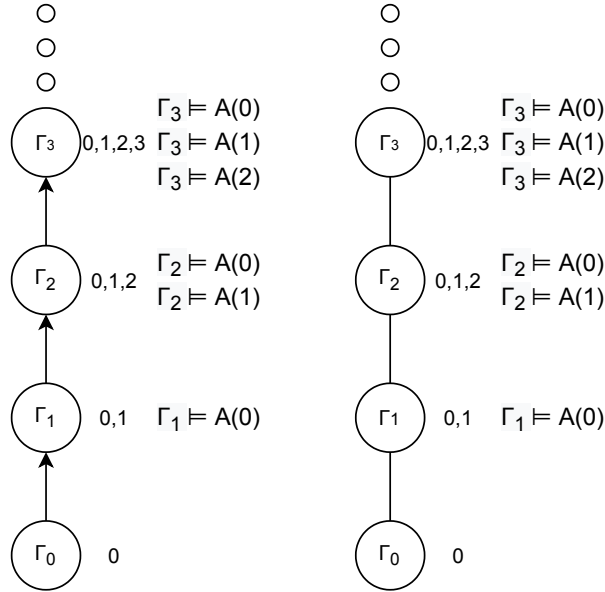 Γ₃ ⊨ A(0)
Γ₃ 0,1,2,3 Γ₃ ⊨ A(1)
Γ₃ ⊨ A(2)
Γ₂ ⊨ A(0)
Γ₂ 0,1,2
Γ₂ ⊨ A(1)
Γ₁ 0,1 Γ₁ ⊨ A(0)
Γ₀ 0
Γ₃ ⊨ A(0)
Γ₃ 0,1,2,3 Γ₃ ⊨ A(1)
Γ₃ ⊨ A(2)
Γ₂ ⊨ A(0)
Γ₂ 0,1,2
Γ₂ ⊨ A(1)
Γ₁ 0,1 Γ₁ ⊨ A(0)
Γ₀ 0